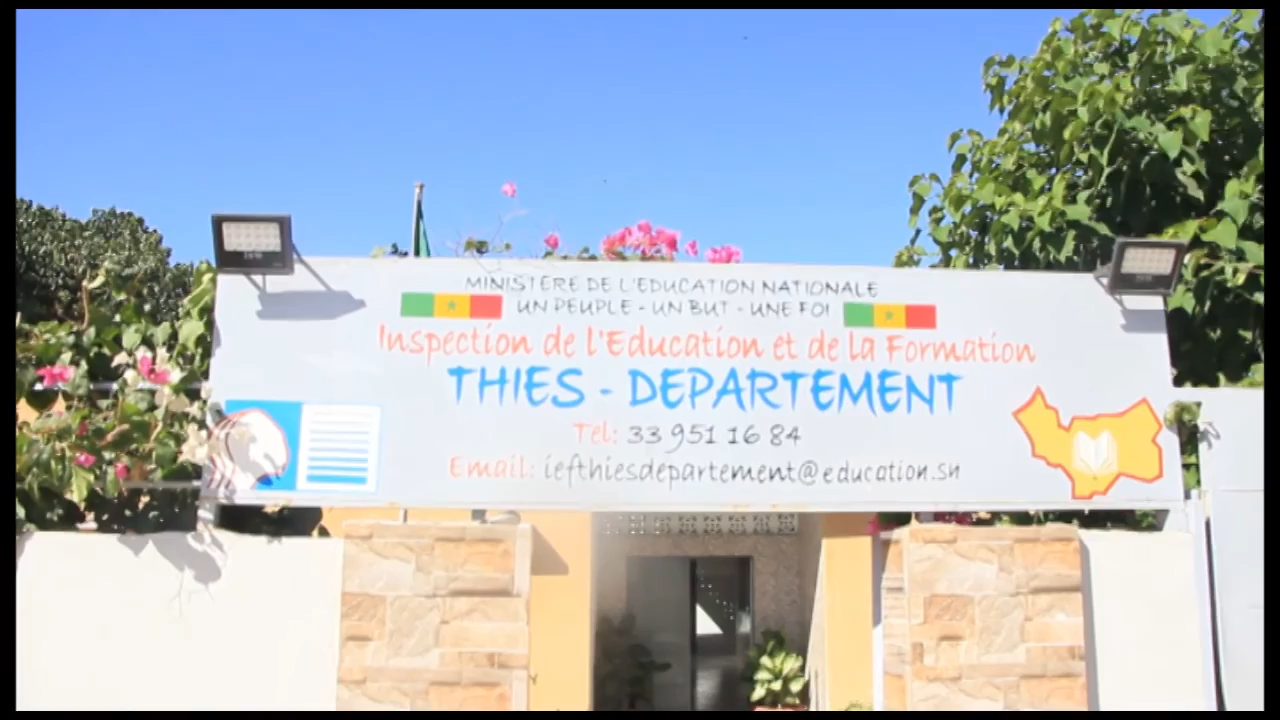 MINISTERE DE L'EDUCATION NATIONALE
UN PEUPLE - UN BUT - UNE FOI
Inspection de l'Education et de la Formation
THIES - DEPARTEMENT
Tel: 33 951 16 84
Email: iefthiesdepartement@education.sn